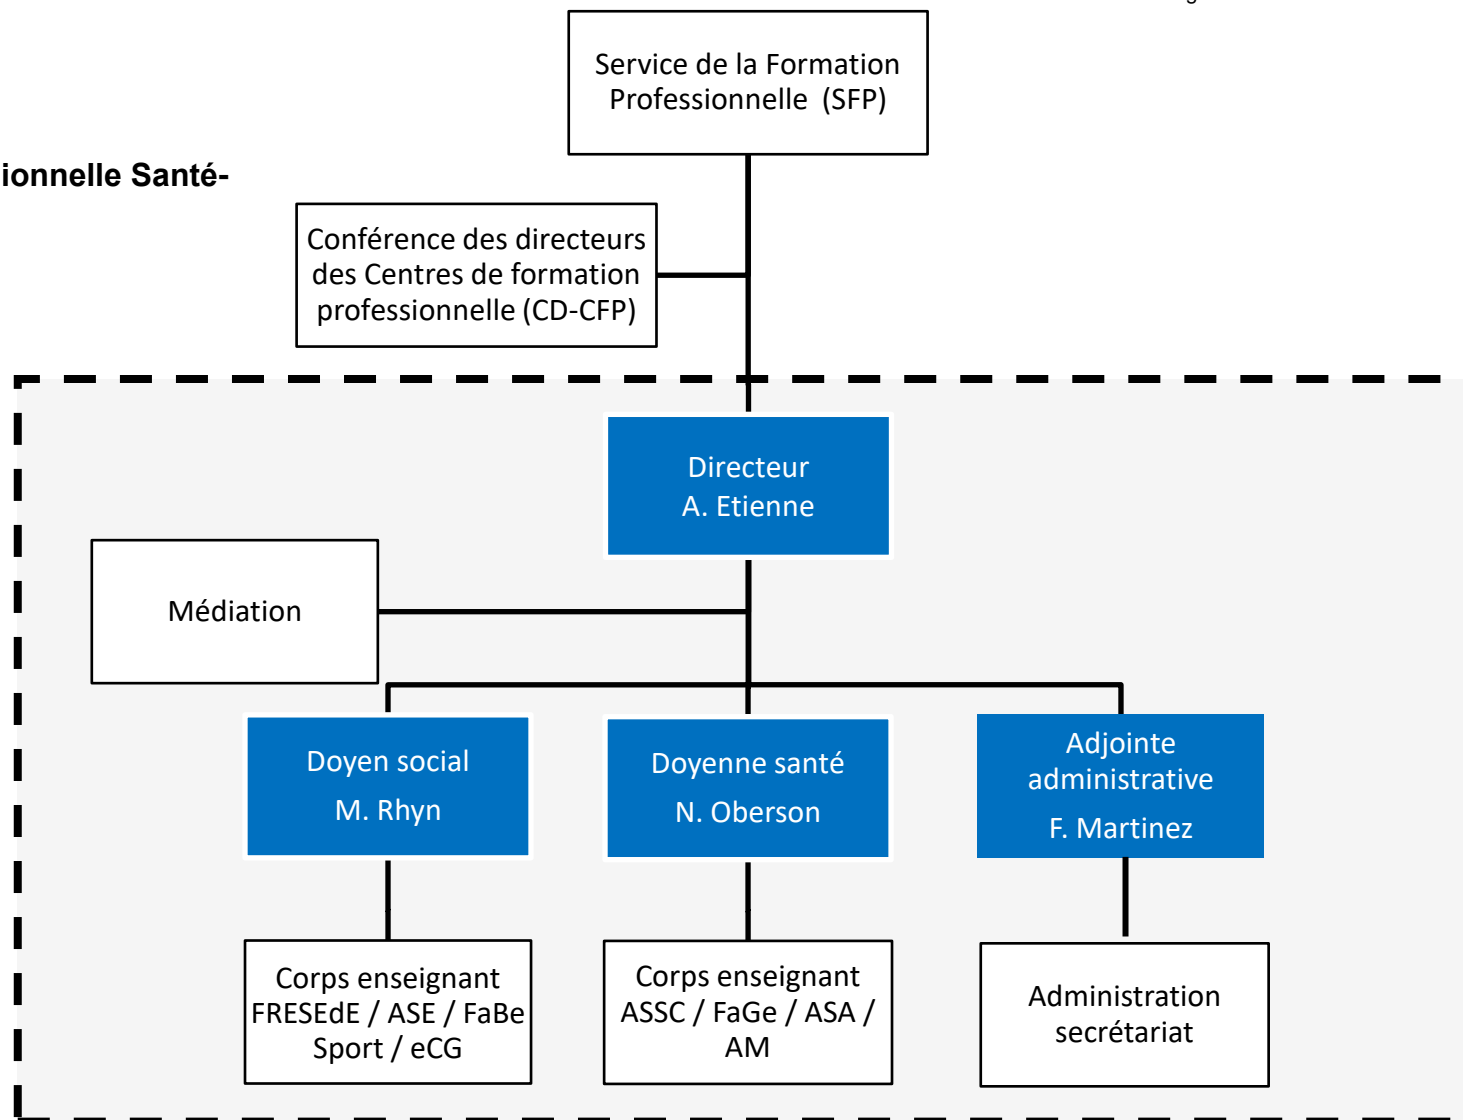 Service de la Formation
Professionnelle (SFP)
ionnelle Santé-
Conférence des directeurs
des Centres de formation
professionnelle (CD-CFP)
Directeur
A. Etienne
Médiation
Doyen social
M. Rhyn
Doyenne santé
N. Oberson
Adjointe
administrative
F. Martinez
Corps enseignant
FRESEdE / ASE / FaBe
Sport / eCG
Corps enseignant
ASSC / FaGe / ASA /
AM
Administration
secrétariat